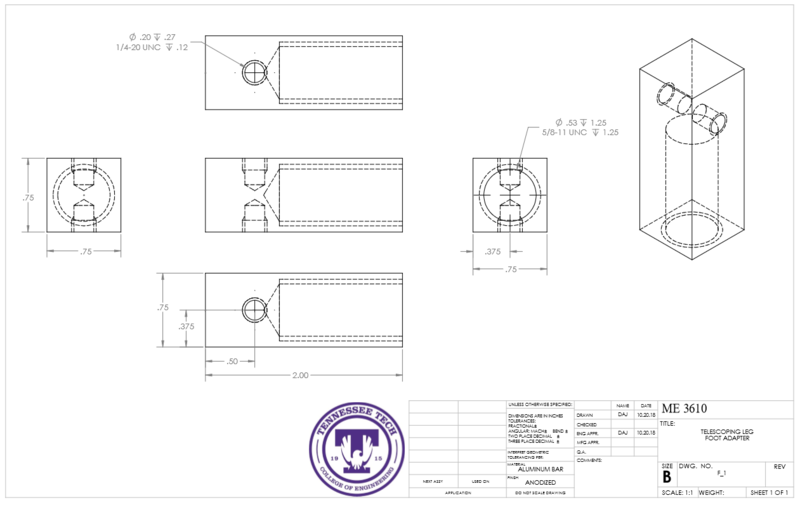 Ø .20 ↧ .27
1/4-20 UNC ↧ .12
Ø .53 ↧ 1.25
5/8-11 UNC ↧ 1.25
.75
.75
.375
.75
.75
.375
.50
2.00
TENNESSEE TECH
1915
COLLEGE OF ENGINEERING
UNLESS OTHERWISE SPECIFIED:
DIMENSIONS ARE IN INCHES
TOLERANCES:
FRACTIONAL±
ANGULAR: MACH± BEND ±
TWO PLACE DECIMAL ±
THREE PLACE DECIMAL ±
INTERPRET GEOMETRIC
TOLERANCING PER:
MATERIAL
ALUMINUM BAR
FINISH
ANODIZED
NEXT ASSY
USED ON
APPLICATION
DO NOT SCALE DRAWING
NAME DATE
DRAWN DAJ 10.20.18
CHECKED
ENG APPR. DAJ 10.20.18
MFG APPR.
Q.A.
COMMENTS:
ME 3610
TITLE:
TELESCOPING LEG
FOOT ADAPTER
SIZE DWG. NO. REV
B P_1
SCALE: 1:1 WEIGHT: SHEET 1 OF 1